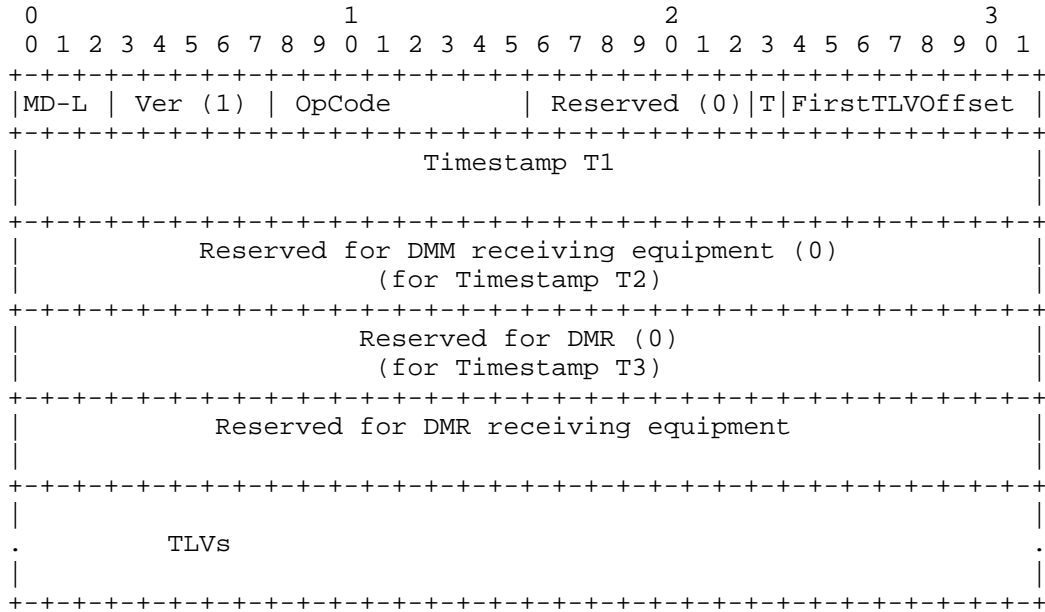 0                   1                   2                   3
 0 1 2 3 4 5 6 7 8 9 0 1 2 3 4 5 6 7 8 9 0 1 2 3 4 5 6 7 8 9 0 1
+-+-+-+-+-+-+-+-+-+-+-+-+-+-+-+-+-+-+-+-+-+-+-+-+-+-+-+-+-+-+-+-+
|MD-L | Ver (1) | OpCode        | Reserved (0)|T|FirstTLVOffset |
+-+-+-+-+-+-+-+-+-+-+-+-+-+-+-+-+-+-+-+-+-+-+-+-+-+-+-+-+-+-+-+-+
|                         Timestamp T1                          |
|                                                               |
+-+-+-+-+-+-+-+-+-+-+-+-+-+-+-+-+-+-+-+-+-+-+-+-+-+-+-+-+-+-+-+-+
|           Reserved for DMM receiving equipment (0)            |
|                      (for Timestamp T2)                       |
+-+-+-+-+-+-+-+-+-+-+-+-+-+-+-+-+-+-+-+-+-+-+-+-+-+-+-+-+-+-+-+-+
|                     Reserved for DMR (0)                      |
|                      (for Timestamp T3)                       |
+-+-+-+-+-+-+-+-+-+-+-+-+-+-+-+-+-+-+-+-+-+-+-+-+-+-+-+-+-+-+-+-+
|            Reserved for DMR receiving equipment               |
|                                                               |
+-+-+-+-+-+-+-+-+-+-+-+-+-+-+-+-+-+-+-+-+-+-+-+-+-+-+-+-+-+-+-+-+
|                                                               |
.         TLVs                                                  .
|                                                               |
+-+-+-+-+-+-+-+-+-+-+-+-+-+-+-+-+-+-+-+-+-+-+-+-+-+-+-+-+-+-+-+-+